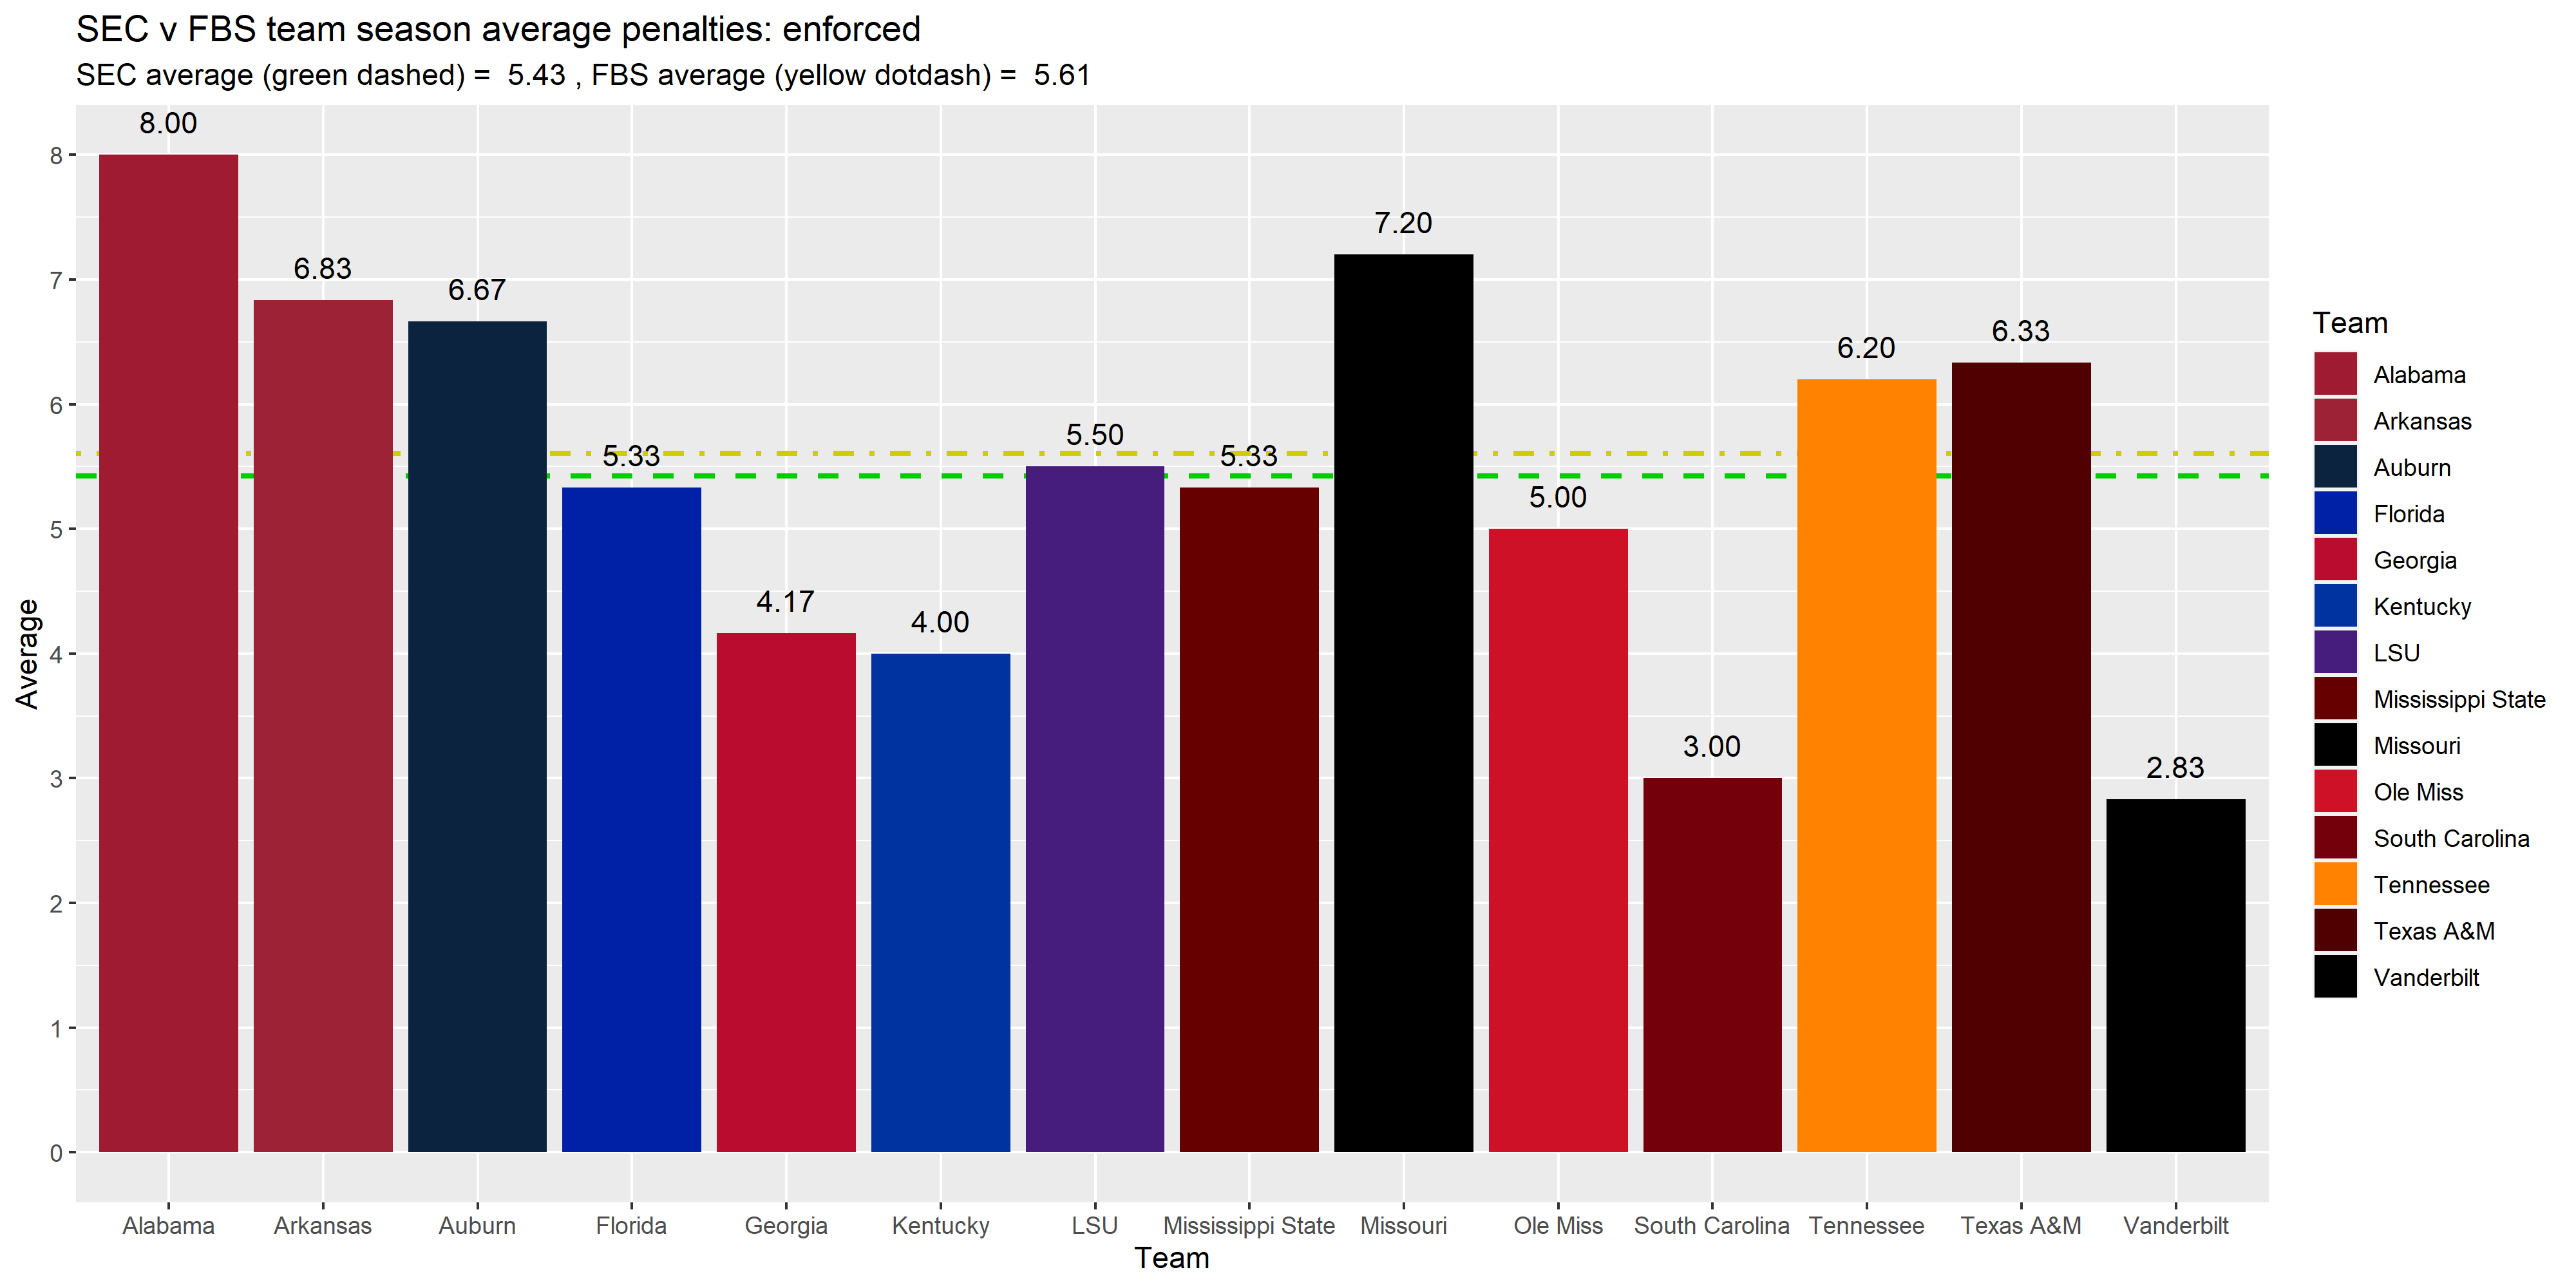 SEC v FBS team season average penalties: enforced
SEC average (green dashed) =  5.43 , FBS average (yellow dotdash) =  5.61
8.00
6.83
6.67
5.33
4.17
4.00
5.50
5.33
7.20
5.00
3.00
6.20
6.33
2.83
8
7
6
5
4
3
2
1
0
Average
Alabama
Arkansas
Auburn
Florida
Georgia
Kentucky
LSU
Mississippi State
Missouri
Ole Miss
South Carolina
Tennessee
Texas A&M
Vanderbilt
Team
Team
Alabama
Arkansas
Auburn
Florida
Georgia
Kentucky
LSU
Mississippi State
Missouri
Ole Miss
South Carolina
Tennessee
Texas A&M
Vanderbilt